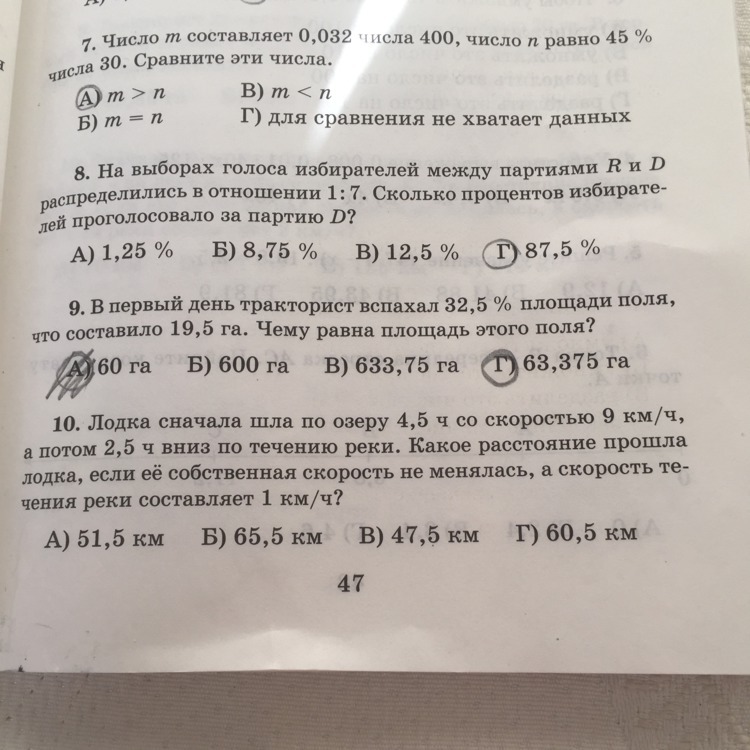 7. Число m составляет 0,032 числа 400, число n равно 45 %
числа 30. Сравните эти числа.
А) m > n В) m < n
Б) m = n Г) для сравнения не хватает данных
8. На выборах голоса избирателей между партиями R и D
распределились в отношении 1 : 7. Сколько процентов избирате-
лей проголосовало за партию D?
А) 1,25 % Б) 8,75 % В) 12,5 % Г) 87,5 %
9. В первый день тракторист вспахал 32,5 % площади поля,
что составило 19,5 га. Чему равна площадь этого поля?
А) 60 га Б) 600 га В) 633,75 га Г) 63,375 га
10. Лодка сначала шла по озеру 4,5 ч со скоростью 9 км/ч,
а потом 2,5 ч вниз по течению реки. Какое расстояние прошла
лодка, если её собственная скорость не менялась, а скорость те-
чения реки составляет 1 км/ч?
А) 51,5 км Б) 65,5 км В) 47,5 км Г) 60,5 км
47